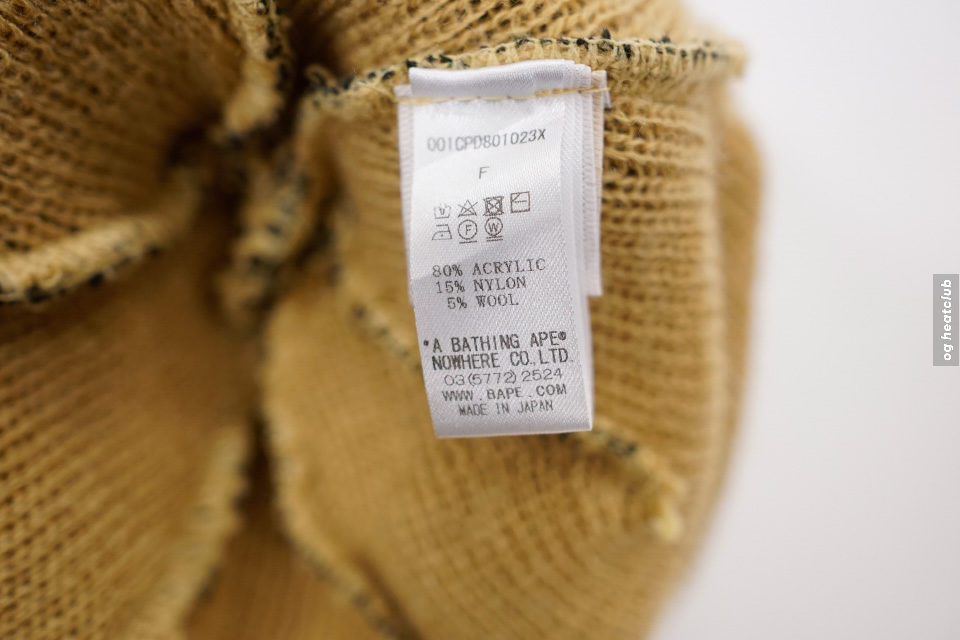 001CPD801023X
F
F W
80% ACRYLIC
15% NYLON
5% WOOL
"A BATHING APE®
NOWHERE CO.,LTD.
03(5772)2524
WWW.BAPE.COM
MADE IN JAPAN
og heatclub